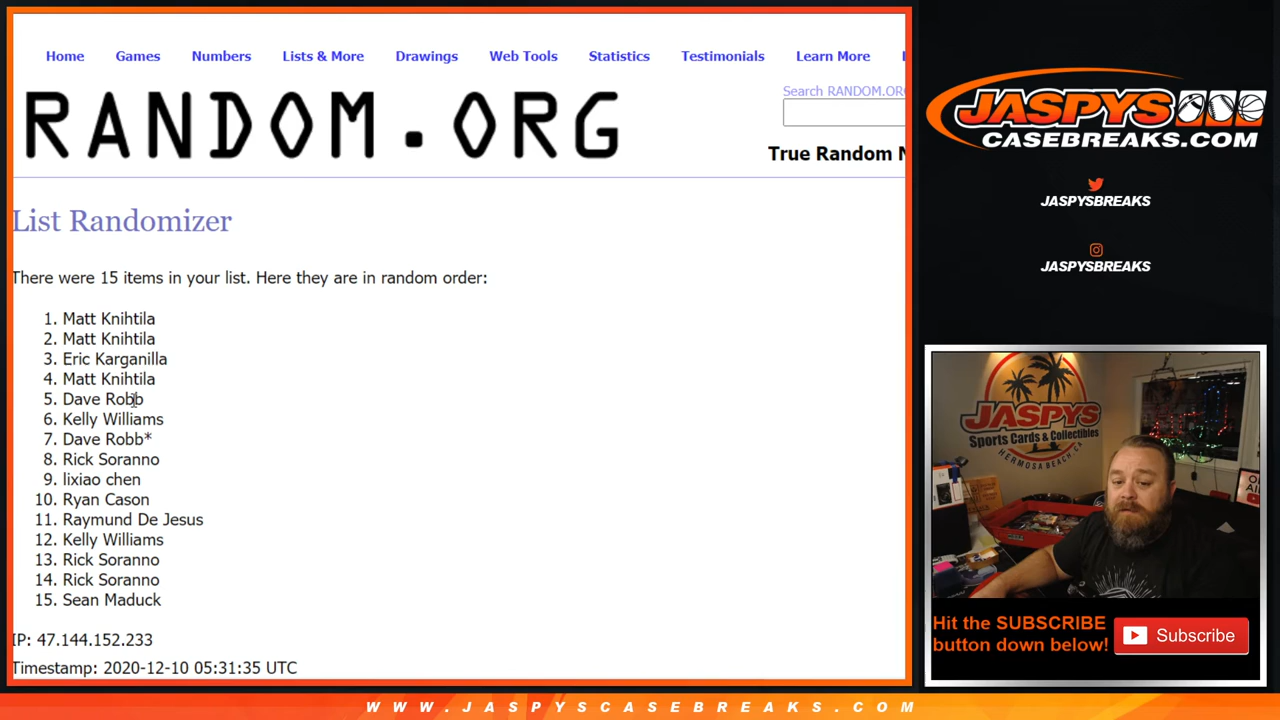 Home Games Numbers Lists & More Drawings Web Tools Statistics Testimonials Learn More
Search RANDOM.OR
RANDOM.ORG
True Random N
List Randomizer
There were 15 items in your list. Here they are in random order:
1. Matt Knihtila
2. Matt Knihtila
3. Eric Karganilla
4. Matt Knihtila
5. Dave Robb
6. Kelly Williams
7. Dave Robb*
8. Rick Soranno
9. lixiao chen
10. Ryan Cason
11. Raymund De Jesus
12. Kelly Williams
13. Rick Soranno
14. Rick Soranno
15. Sean Maduck
IP: 47.144.152.233
Timestamp: 2020-12-10 05:31:35 UTC
JASPYS
CASEBREAKS.COM
JASPYSBREAKS
JASPYSBREAKS
JASPYS
Sports Cards & Collectibles
HERMOSA BEACH, CA
Hit the SUBSCRIBE
button down below!
Subscribe
WWW.JASPYSCASEBREAKS.COM